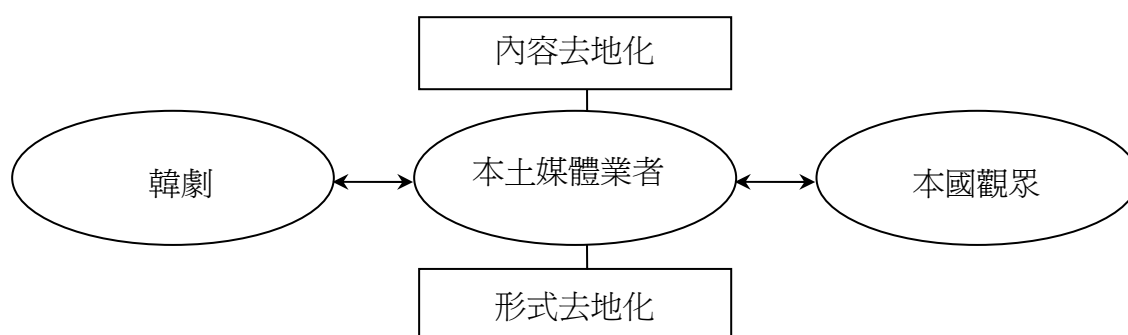 內容去地化
韓劇
本土媒體業者
本國觀眾
形式去地化